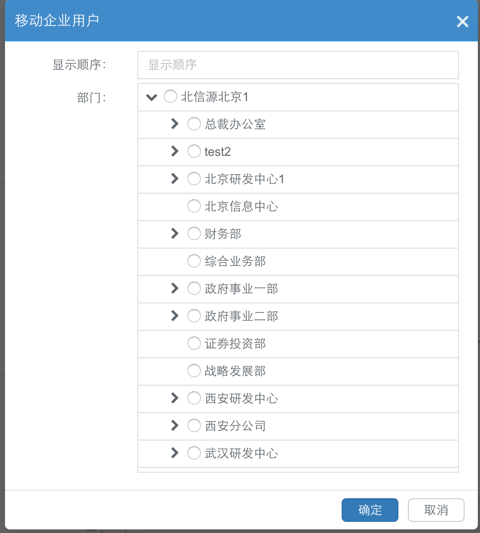 移动企业用户
显示顺序：
显示顺序
部门：
北信源北京1
总裁办公室
test2
北京研发中心1
北京信息中心
财务部
综合业务部
政府事业一部
政府事业二部
证券投资部
战略发展部
西安研发中心
西安分公司
武汉研发中心
确定
取消